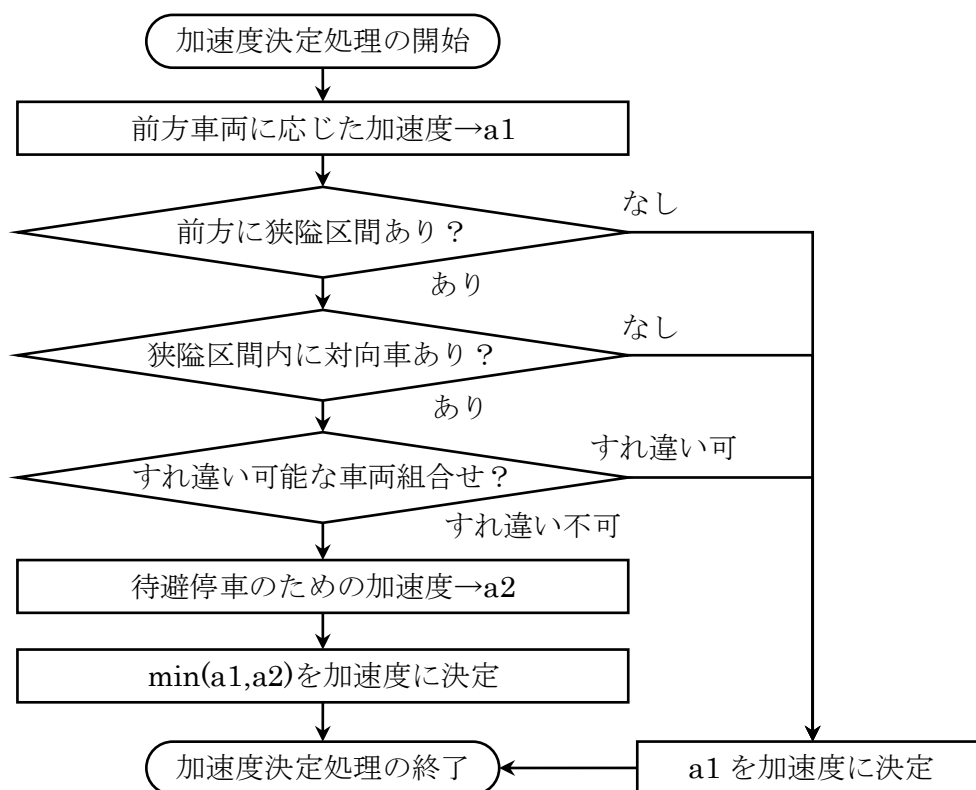 加速度決定処理の開始
前方車両に応じた加速度→a1
前方に狭隘区間あり？
なし
あり
狭隘区間内に対向車あり？
なし
あり
すれ違い可能な車両組合せ？
すれ違い可
すれ違い不可
待避停車のための加速度→a2
min(a1,a2)を加速度に決定
加速度決定処理の終了
a1 を加速度に決定